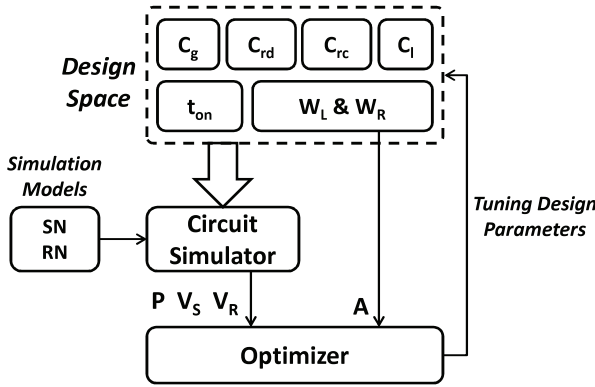 Design
Space
Cg
Crd
Crc
Cl
ton
WL & WR
Simulation
Models
SN
RN
Circuit
Simulator
Tuning Design
Parameters
P VS VR
A
Optimizer